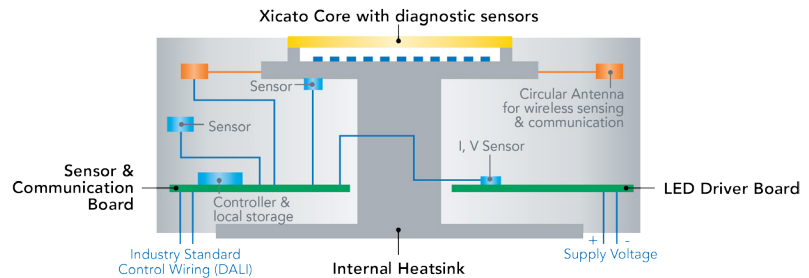 Xicato Core with diagnostic sensors
Sensor
Circular Antenna
for wireless sensing
& communication
Sensor
I, V Sensor
Sensor &
Communication
Board
LED Driver Board
Controller &
local storage
Industry Standard
Control Wiring (DALI)
+ -
Supply Voltage
Internal Heatsink